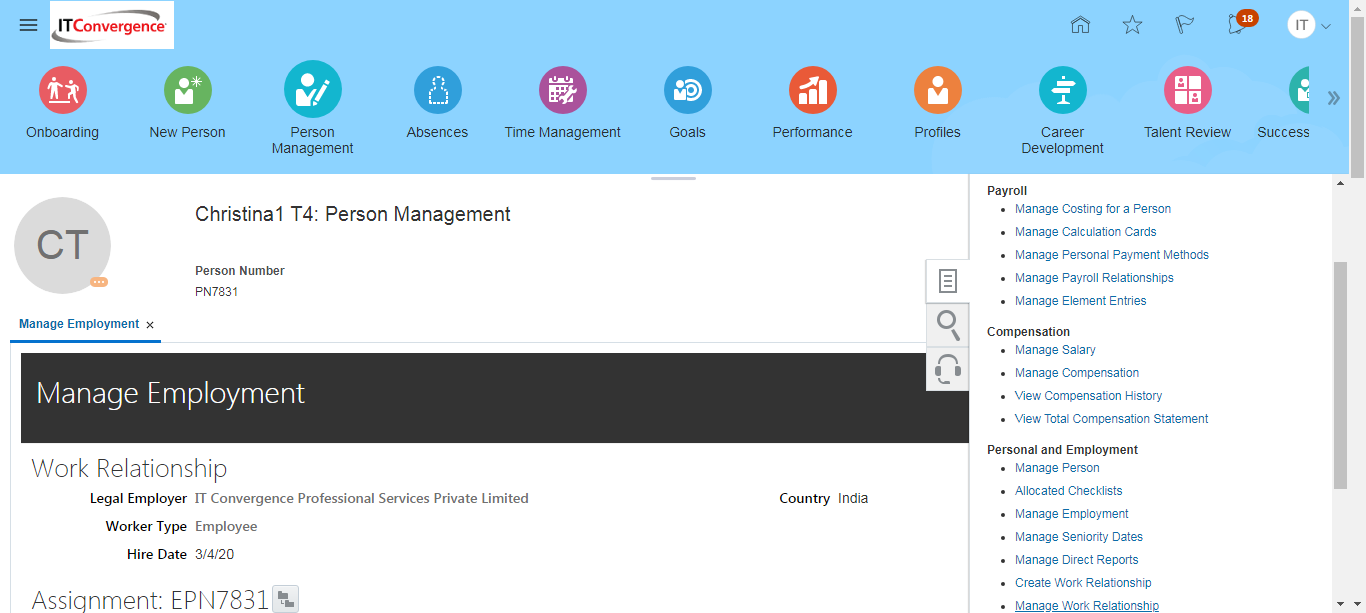 ITConvergence
18
IT
Onboarding
New Person
Person
Management
Absences
Time Management
Goals
Performance
Profiles
Career
Development
Talent Review
Success
CT
Christina1 T4: Person Management
Person Number
PN7831
Manage Employment ×
Manage Employment
Work Relationship
Legal Employer IT Convergence Professional Services Private Limited
Country India
Worker Type Employee
Hire Date 3/4/20
Assignment: EPN7831
Payroll
Manage Costing for a Person
Manage Calculation Cards
Manage Personal Payment Methods
Manage Payroll Relationships
Manage Element Entries
Compensation
Manage Salary
Manage Compensation
View Compensation History
View Total Compensation Statement
Personal and Employment
Manage Person
Allocated Checklists
Manage Employment
Manage Seniority Dates
Manage Direct Reports
Create Work Relationship
Manage Work Relationship